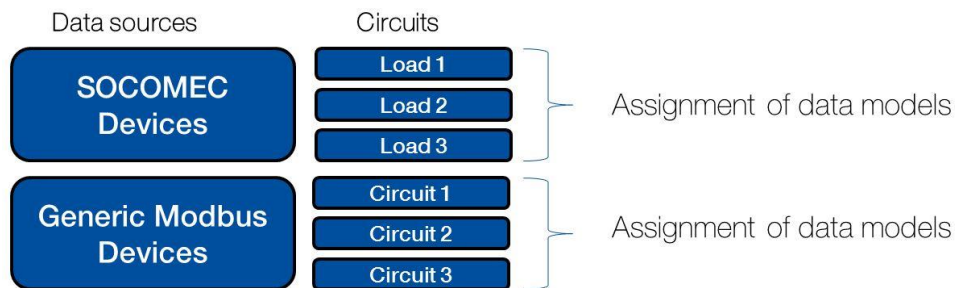 Data sources
Circuits
SOCOMEC
Devices
Load 1
Load 2
Load 3
Assignment of data models
Generic Modbus
Devices
Circuit 1
Circuit 2
Circuit 3
Assignment of data models